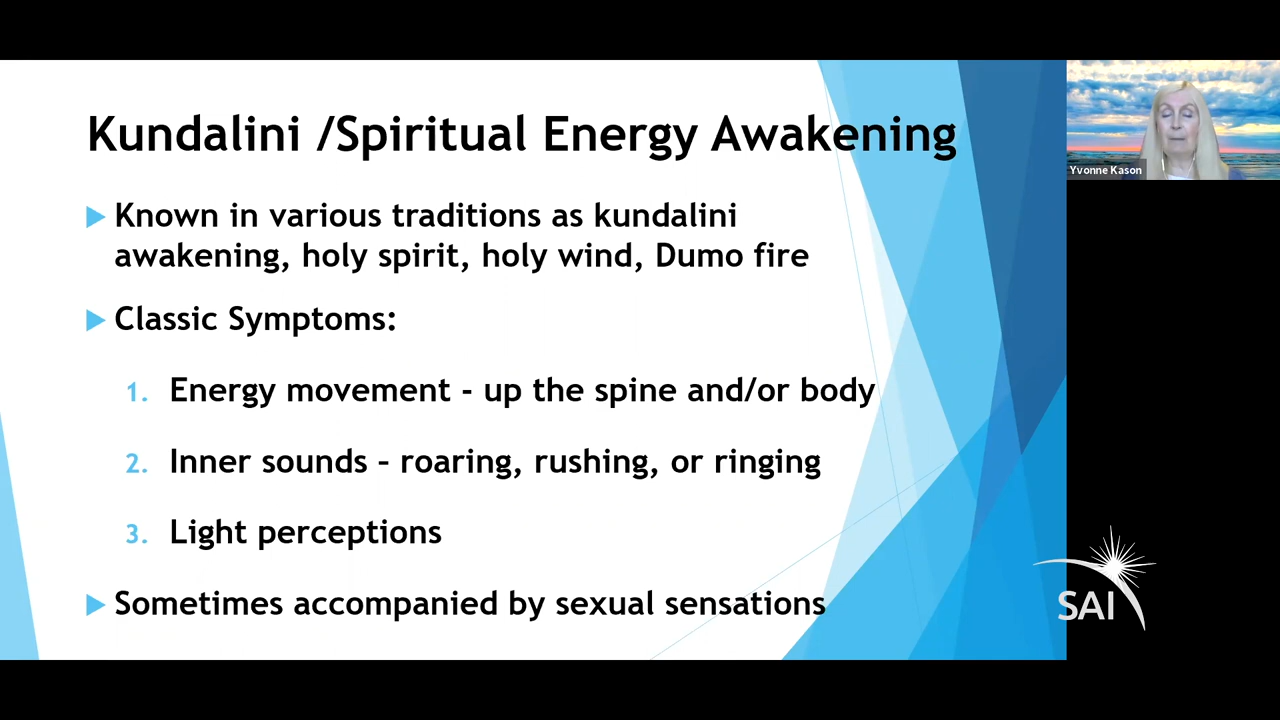 Kundalini /Spiritual Energy Awakening
Known in various traditions as kundalini
awakening, holy spirit, holy wind, Dumo fire
Classic Symptoms:
1. Energy movement - up the spine and/or body
2. Inner sounds – roaring, rushing, or ringing
3. Light perceptions
Sometimes accompanied by sexual sensations
Yvonne Kason
SAI